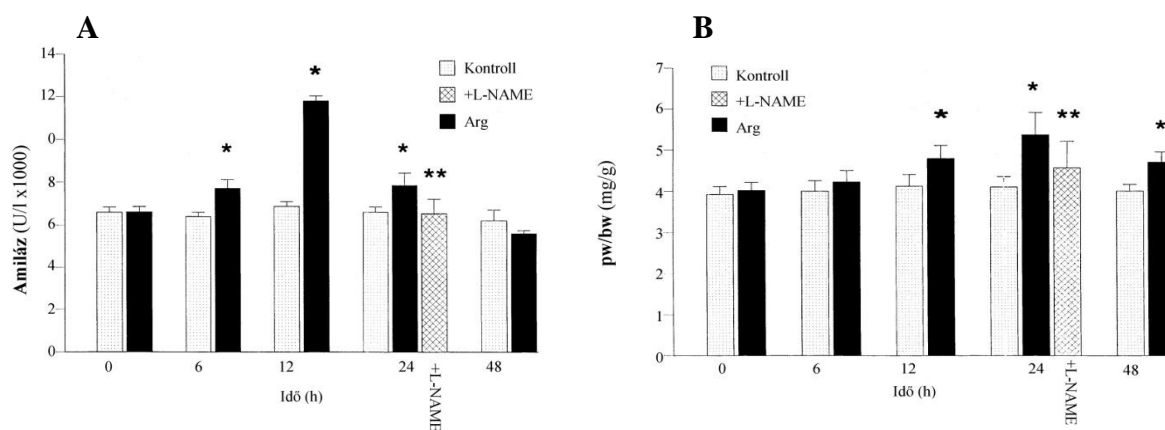 A
14
12
0
8
6
4
2
0
Amiláz (U/l x1000)
Kontroll
+L-NAME
Arg
*
*
*
**
0 6 12 24 48
+L-NAME
Idő (h)
B
7
6
5
4
3
2
1
0
pw/bw (mg/g)
Kontroll
+L-NAME
Arg
*
*
**
*
0 6 12 24 48
+L-NAME
Idő (h)